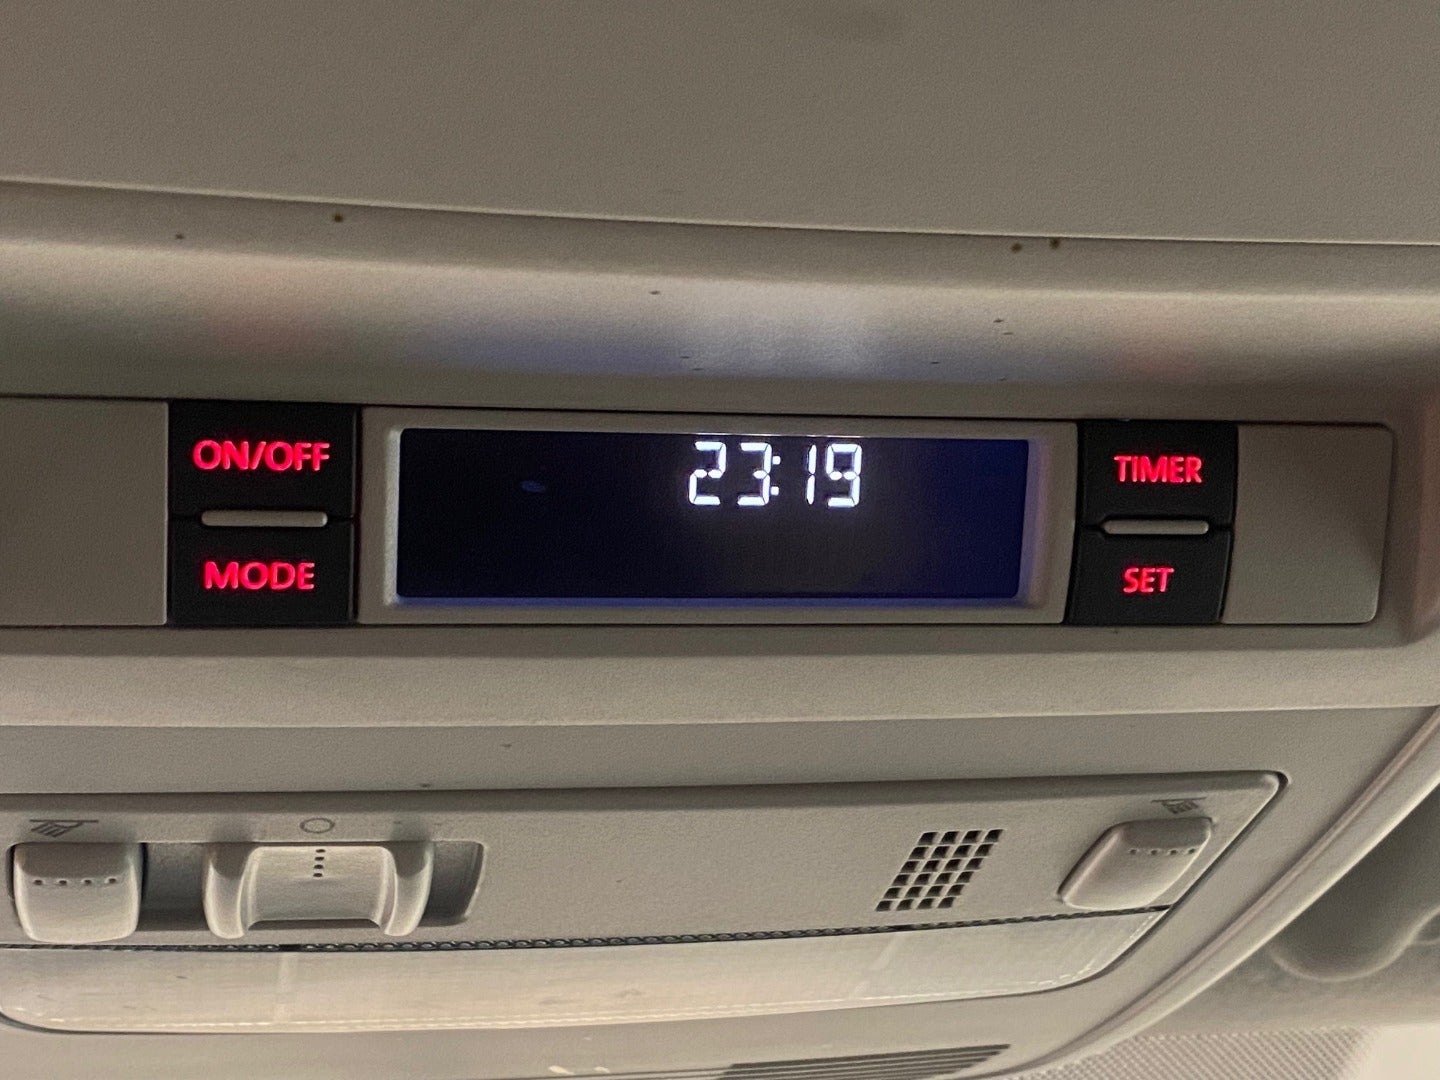 ON/OFF
MODE
23:19
TIMER
SET